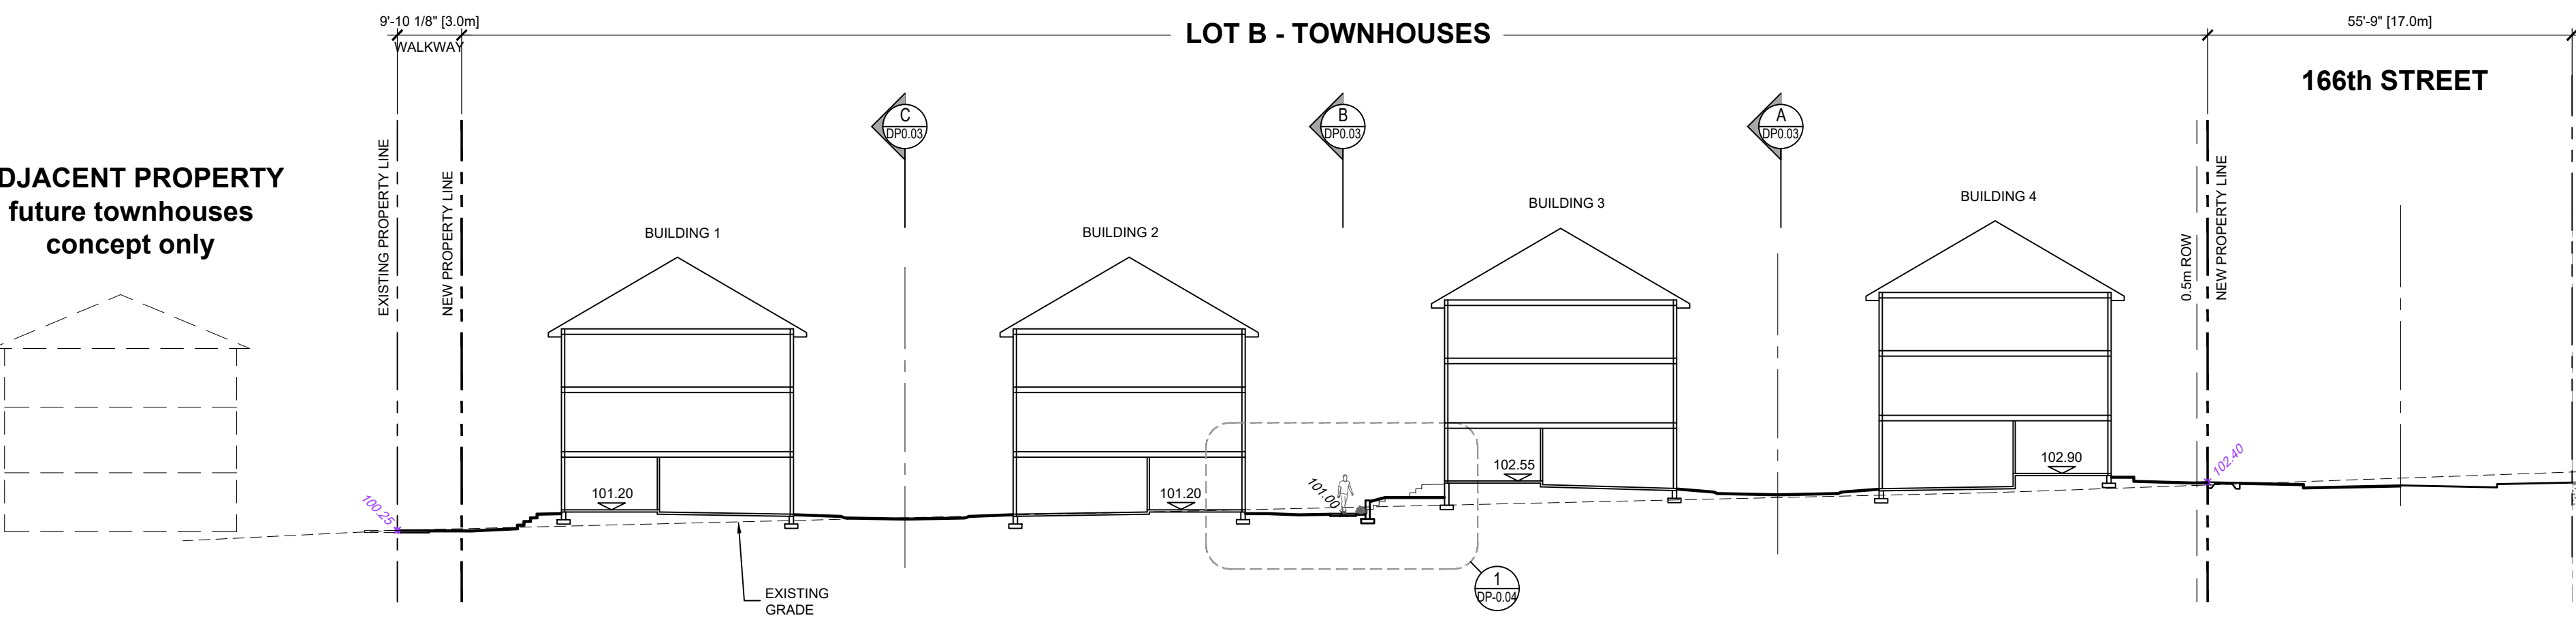 9'-10 1/8" [3.0m]
WALKWAY
LOT B - TOWNHOUSES
55'-9" [17.0m]
166th STREET
C
DP0.03
B
DP0.03
A
DP0.03
DJACENT PROPERTY
future townhouses
concept only
EXISTING PROPERTY LINE
NEW PROPERTY LINE
BUILDING 1
BUILDING 2
BUILDING 3
BUILDING 4
0.5m ROW
NEW PROPERTY LINE
100.25
101.20
101.20
101.00
102.55
102.90
102.40
EXISTING
GRADE
1
DP-0.04